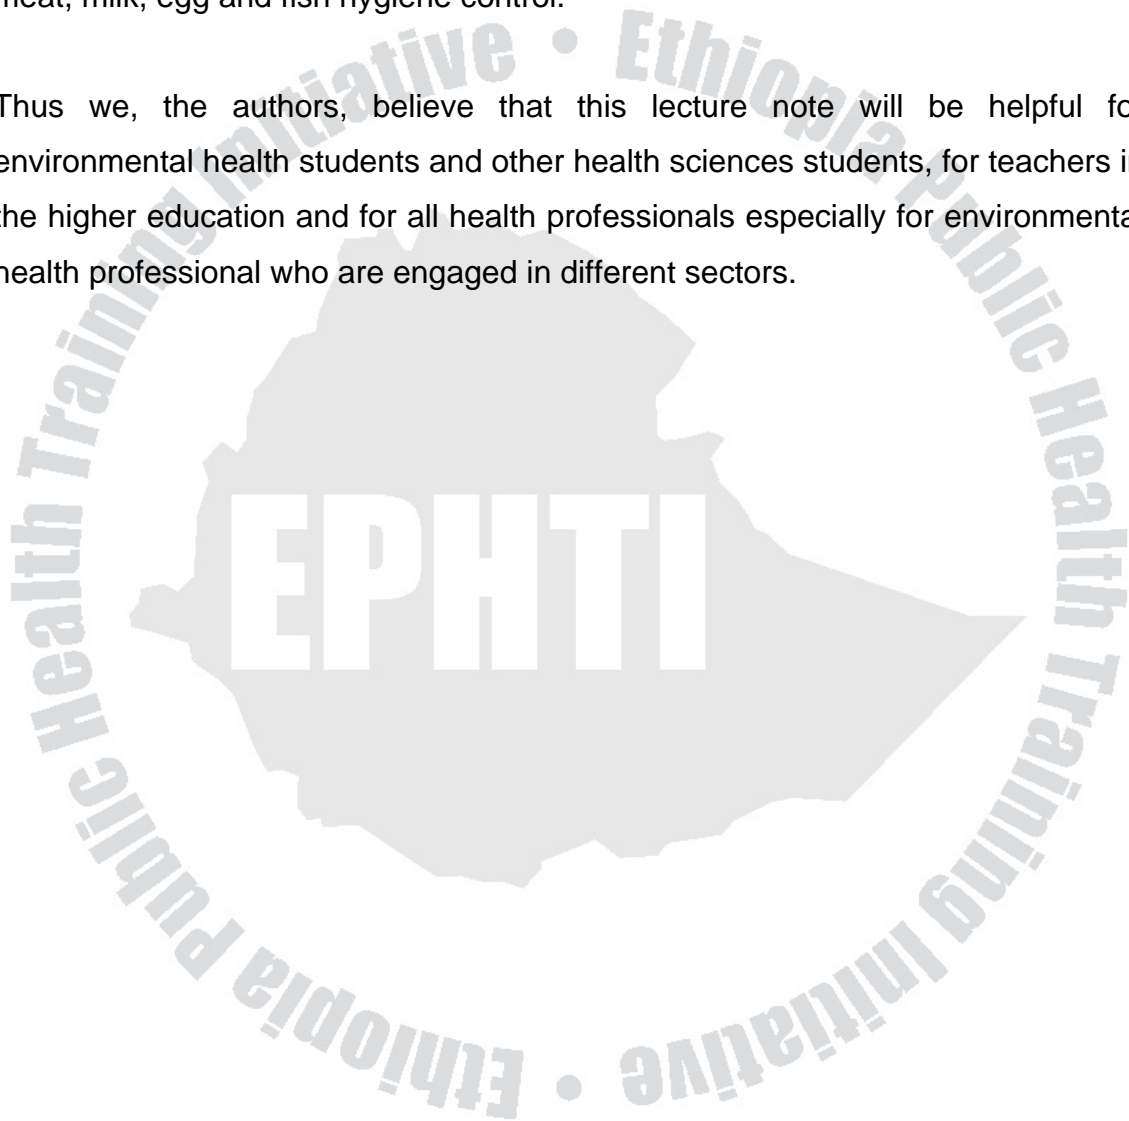 meat, milk, egg and fish hygiene control.
Thus we, the authors, believe that this lecture note will be helpful fo
environmental health students and other health sciences students, for teachers i
the higher education and for all health professionals especially for environmenta
health professional who are engaged in different sectors.
EPHTI
Ethiopia Public Health Training Initiative • Ethiopia Public Health Training Initiative •